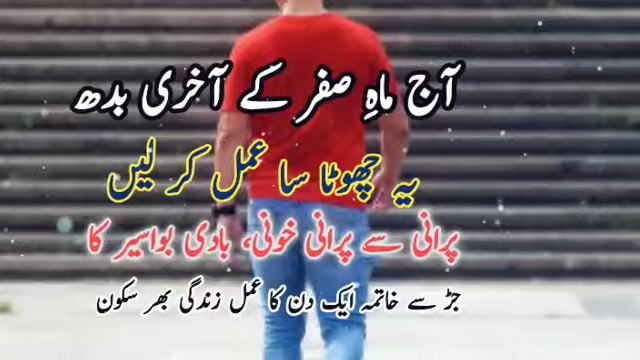 آج ماہِ صفر کے آخری بدھ
یہ چھوٹا سا عمل کر لیں
پرانی سے پرانی خونی، بادی بواسیر کا
جڑ سے خاتمہ ایک دن کا عمل زندگی بھر سکون